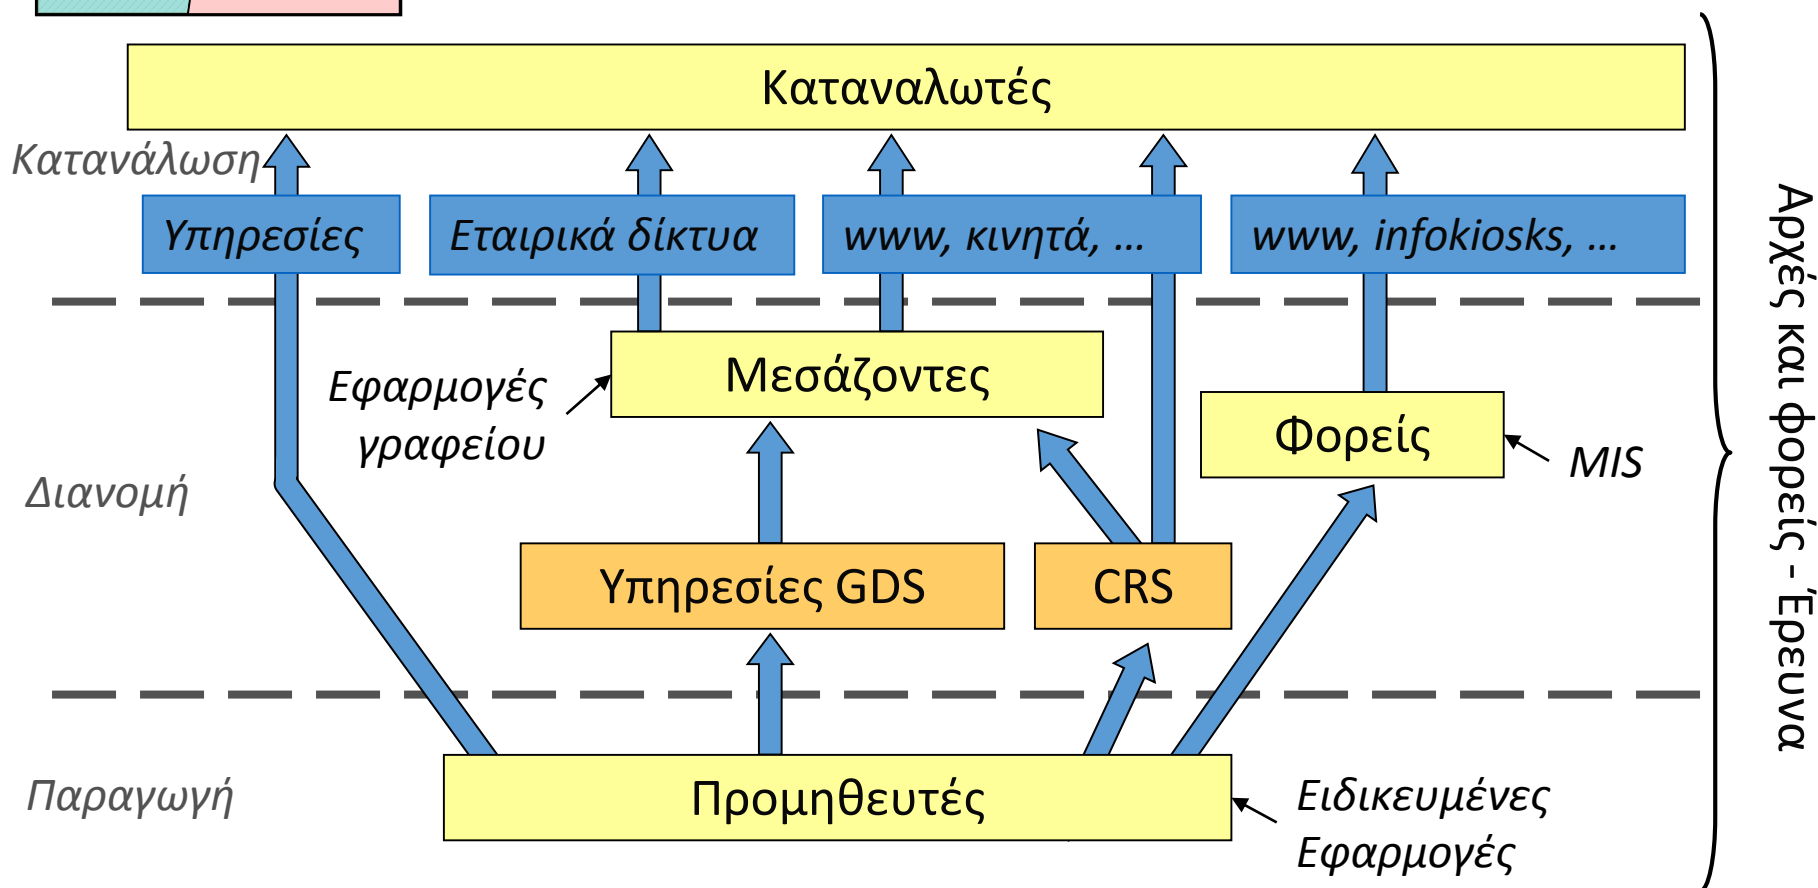 Καταναλωτές
Κατανάλωση
Υπηρεσίες
Εταιρικά δίκτυα
www, κινητά, ...
www, infokiosks, ...
Μεσάζοντες
Εφαρμογές
γραφείου
Φορείς
MIS
Διανομή
Υπηρεσίες GDS
CRS
Παραγωγή
Προμηθευτές
Ειδικευμένες
Εφαρμογές
Αρχές και φορείς - Έρευνα